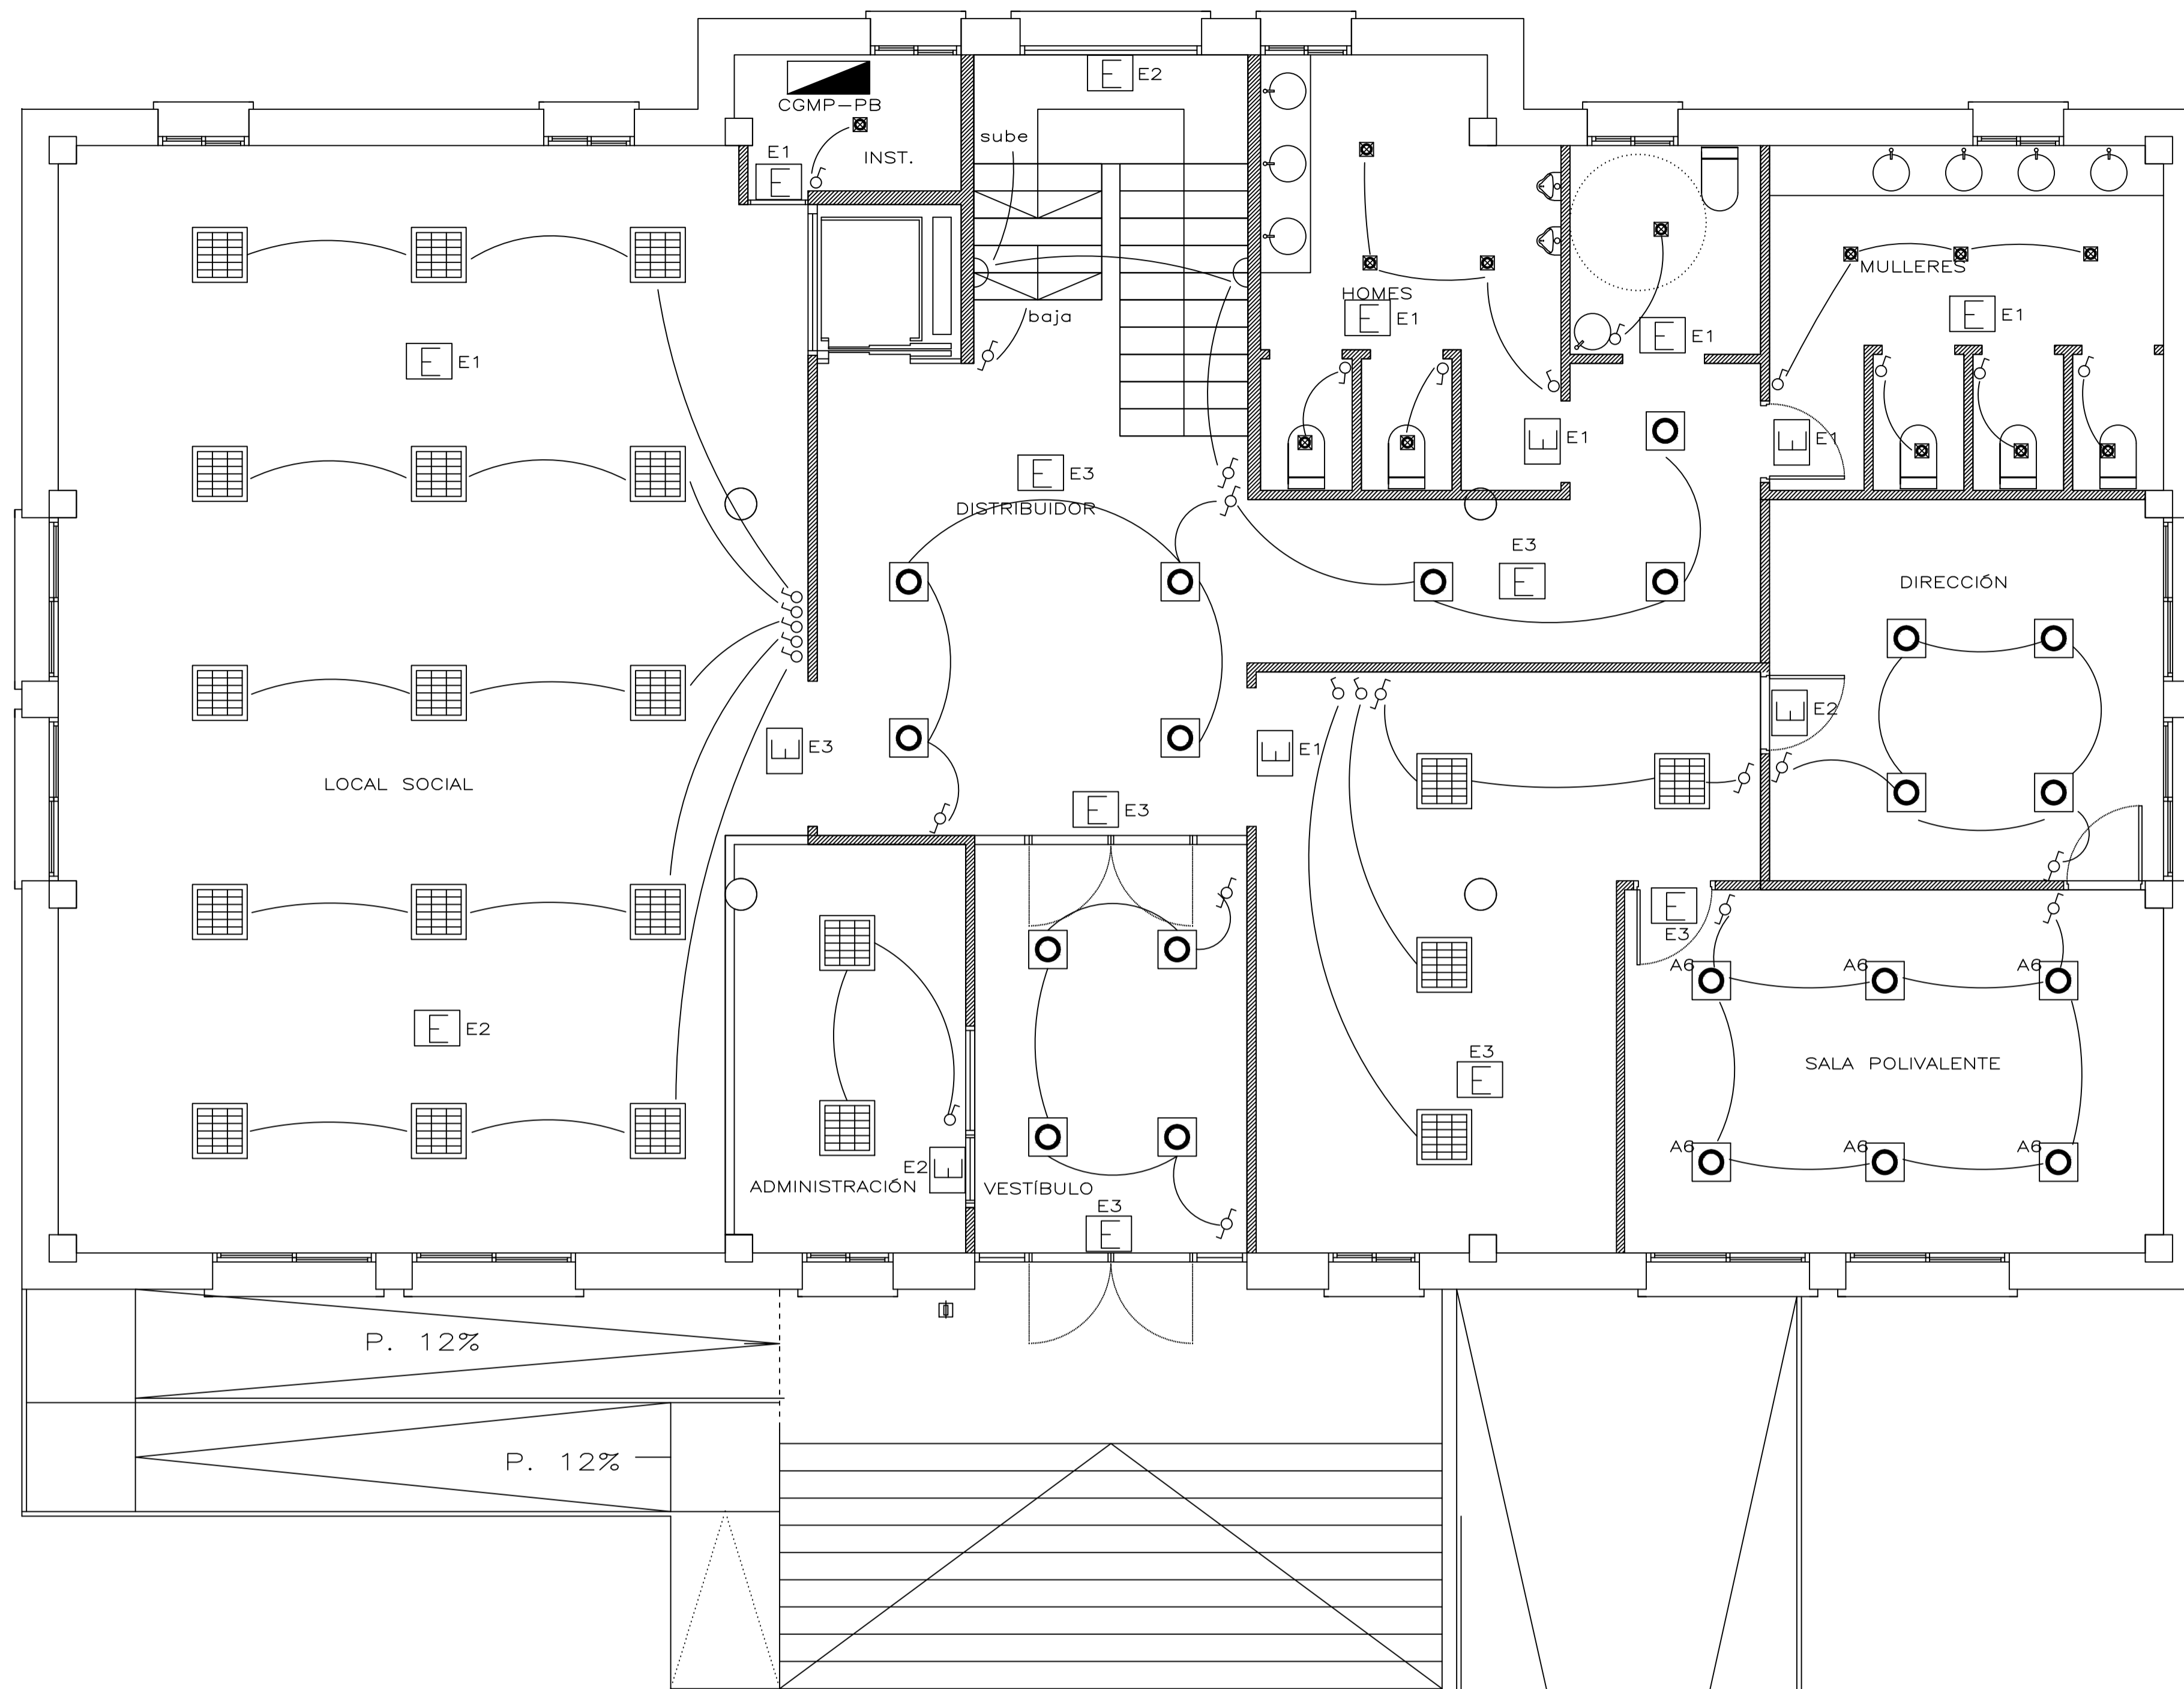 E E2
CGMP-PB
sube
E1
E
INST.
MULLERES
HOMES
E E1
E E1
E E1
baja
E E1
E E1
E E1
E E3
DISTRIBUIDOR
E3
E
DIRECCIÓN
E E2
E E3
E E1
LOCAL SOCIAL
E E3
E
E3
A6 A6 A6
E E2
E3
E
SALA POLIVALENTE
A6 A6 A6
E2 E
ADMINISTRACIÓN
VESTÍBULO
E3
E
P. 12%
P. 12%